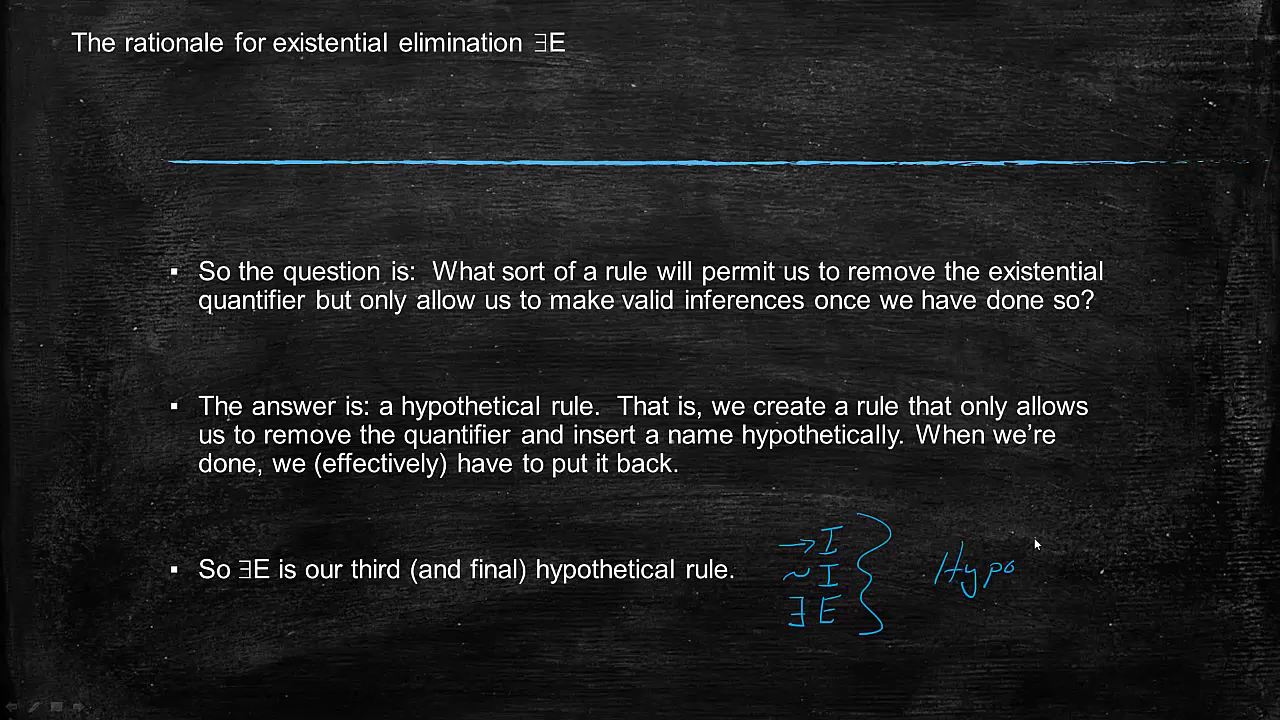 The rationale for existential elimination ∃E
▪ So the question is: What sort of a rule will permit us to remove the existential
quantifier but only allow us to make valid inferences once we have done so?
▪ The answer is: a hypothetical rule. That is, we create a rule that only allows
us to remove the quantifier and insert a name hypothetically. When we're
done, we (effectively) have to put it back.
▪ So ∃E is our third (and final) hypothetical rule.
→ I
~ I
∃ E
Hypo